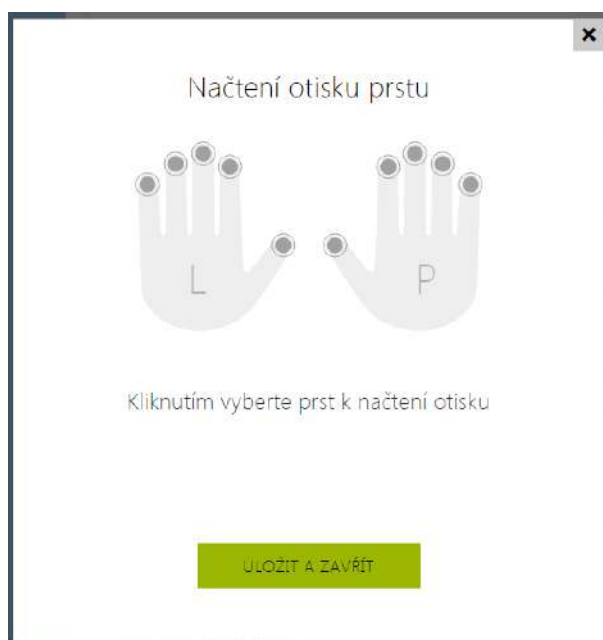 Načtení otisku prstu
L P
Kliknutím vyberte prst k načtení otisku
ULOŽIT A ZAVŘÍT